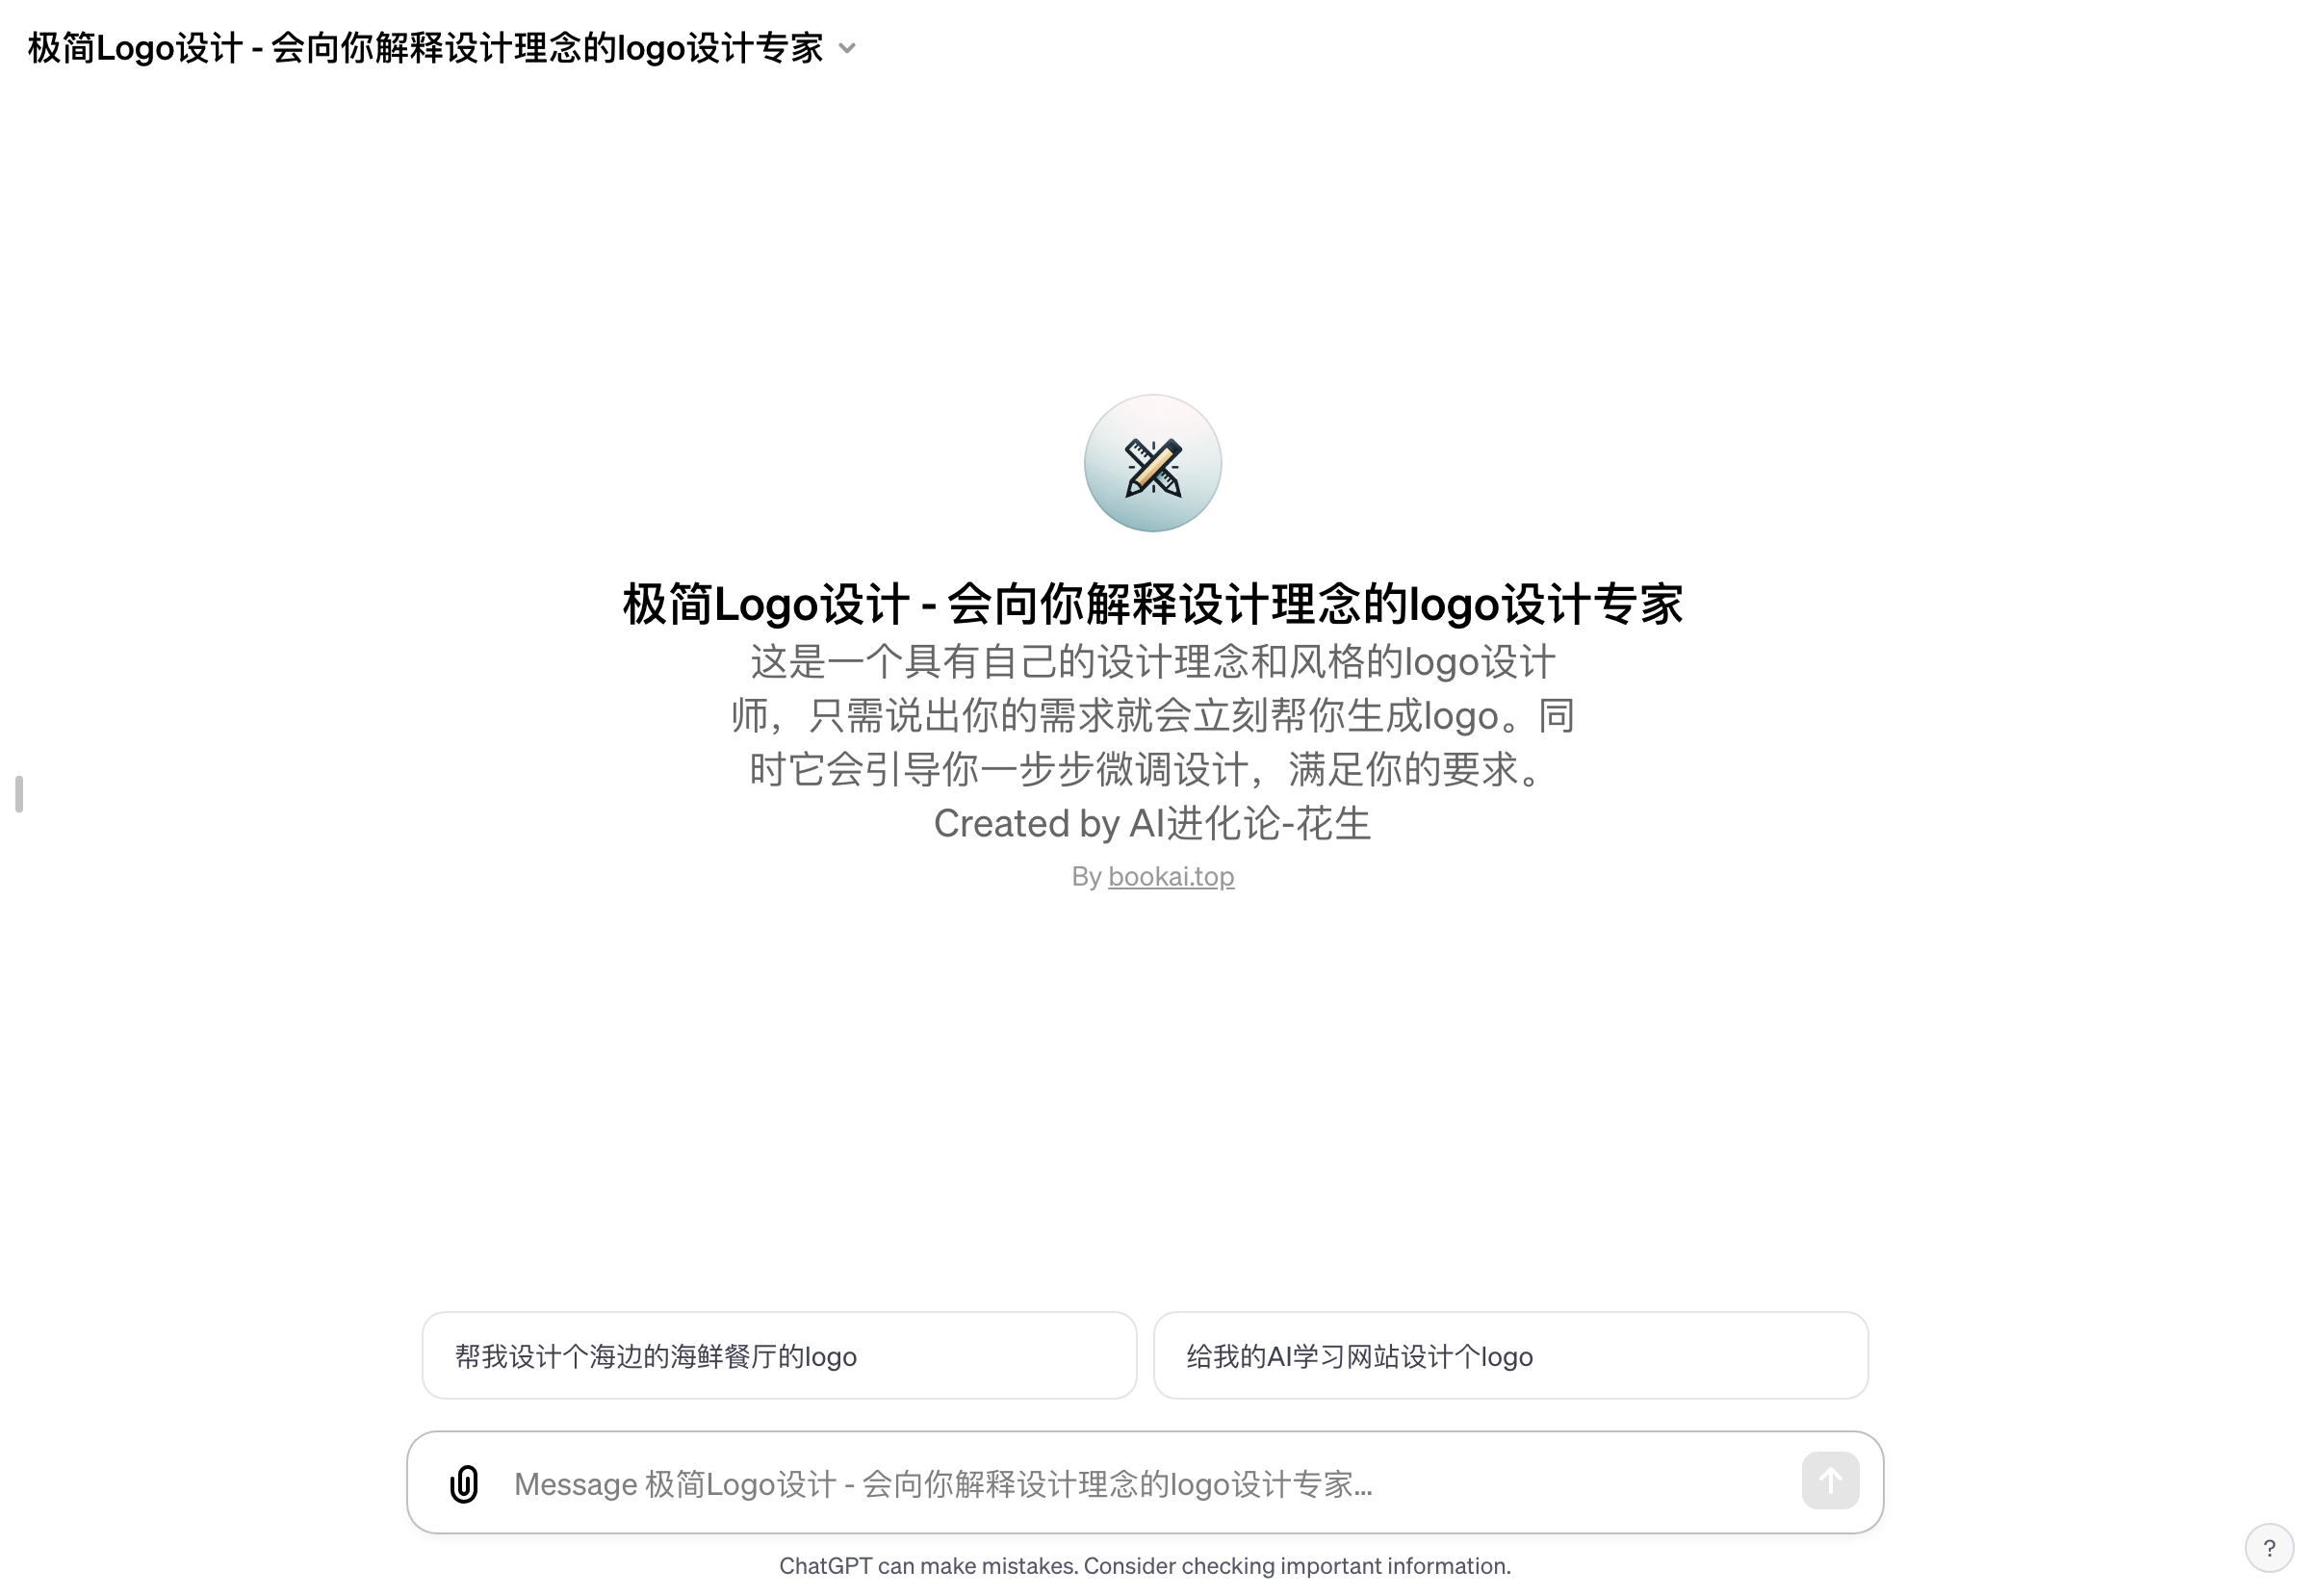 极简Logo设计 - 会向你解释设计理念的logo设计专家
极简Logo设计 - 会向你解释设计理念的logo设计专家
这是一个具有自己的设计理念和风格的logo设计
师，只需说出你的需求就会立刻帮你生成logo。同
时它会引导你一步步微调设计，满足你的要求。
Created by AI进化论-花生
By bookai.top
帮我设计个海边的海鲜餐厅的logo
给我的AI学习网站设计个logo
Message 极简Logo设计 - 会向你解释设计理念的logo设计专家...
ChatGPT can make mistakes. Consider checking important information.
?